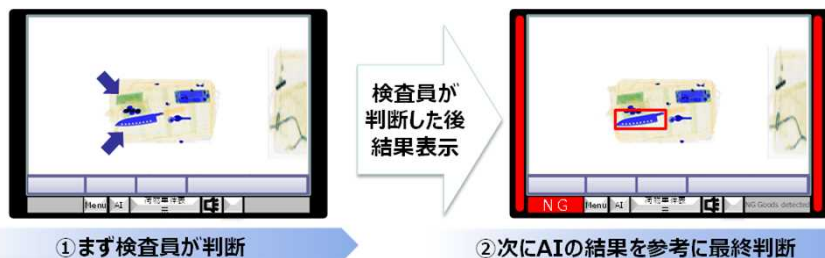 検査員が
判断した後
結果表示
Menu
AI
NG
Menu
AI
NG Goods detected
①まず検査員が判断
②次にAIの結果を参考に最終判断